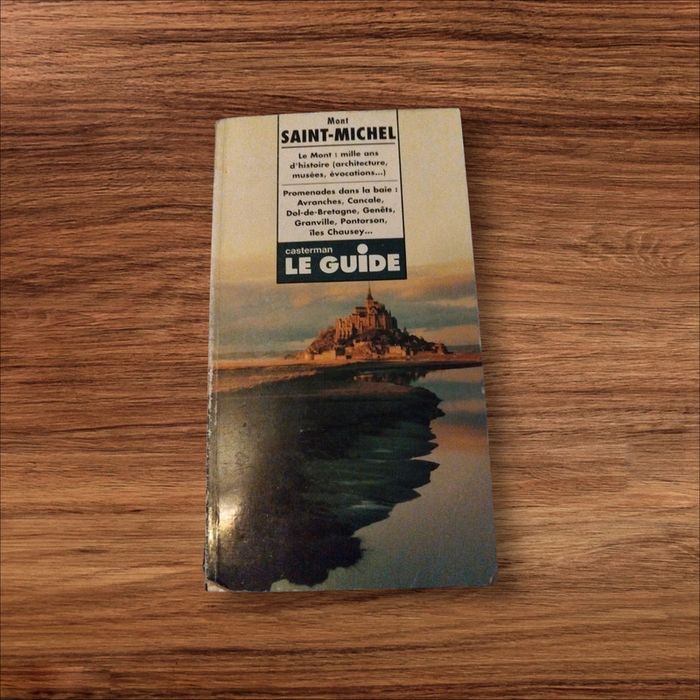 Mont
SAINT-MICHEL
Le Mont : mille ans
d'histoire (architecture,
musées, évocations...)
Promenades dans la baie :
Avranches, Cancale,
Dol-de-Bretagne, Genêts,
Granville, Pontorson,
îles Chausey...
casterman
LE GUIDE